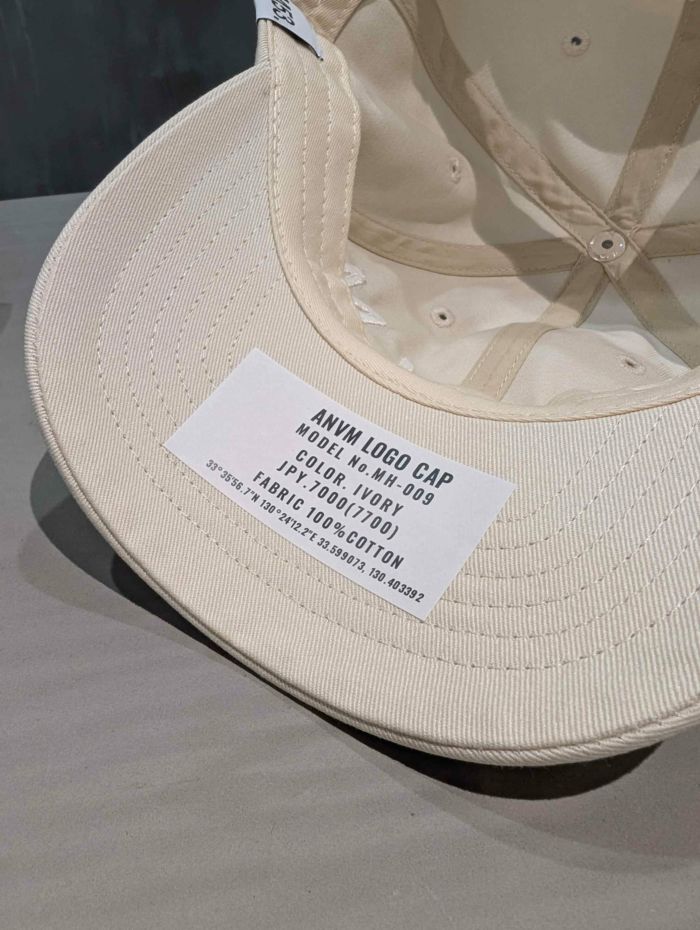 ANVM LOGO CAP
MODEL No.MH-009
COLOR. IVORY
JPY.7000(7700)
FABRIC 100%COTTON
33°35'56.7"N 130°24'12.2"E 33.599073, 130.403392